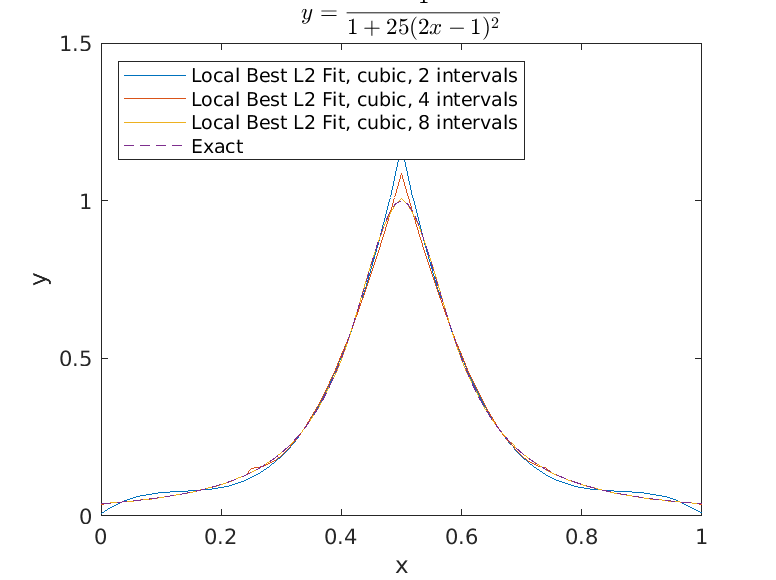 y = 1/(1 + 25(2x − 1)²)
1.5
Local Best L2 Fit, cubic, 2 intervals
Local Best L2 Fit, cubic, 4 intervals
Local Best L2 Fit, cubic, 8 intervals
Exact
1
y
0.5
0
0 0.2 0.4 0.6 0.8 1
x